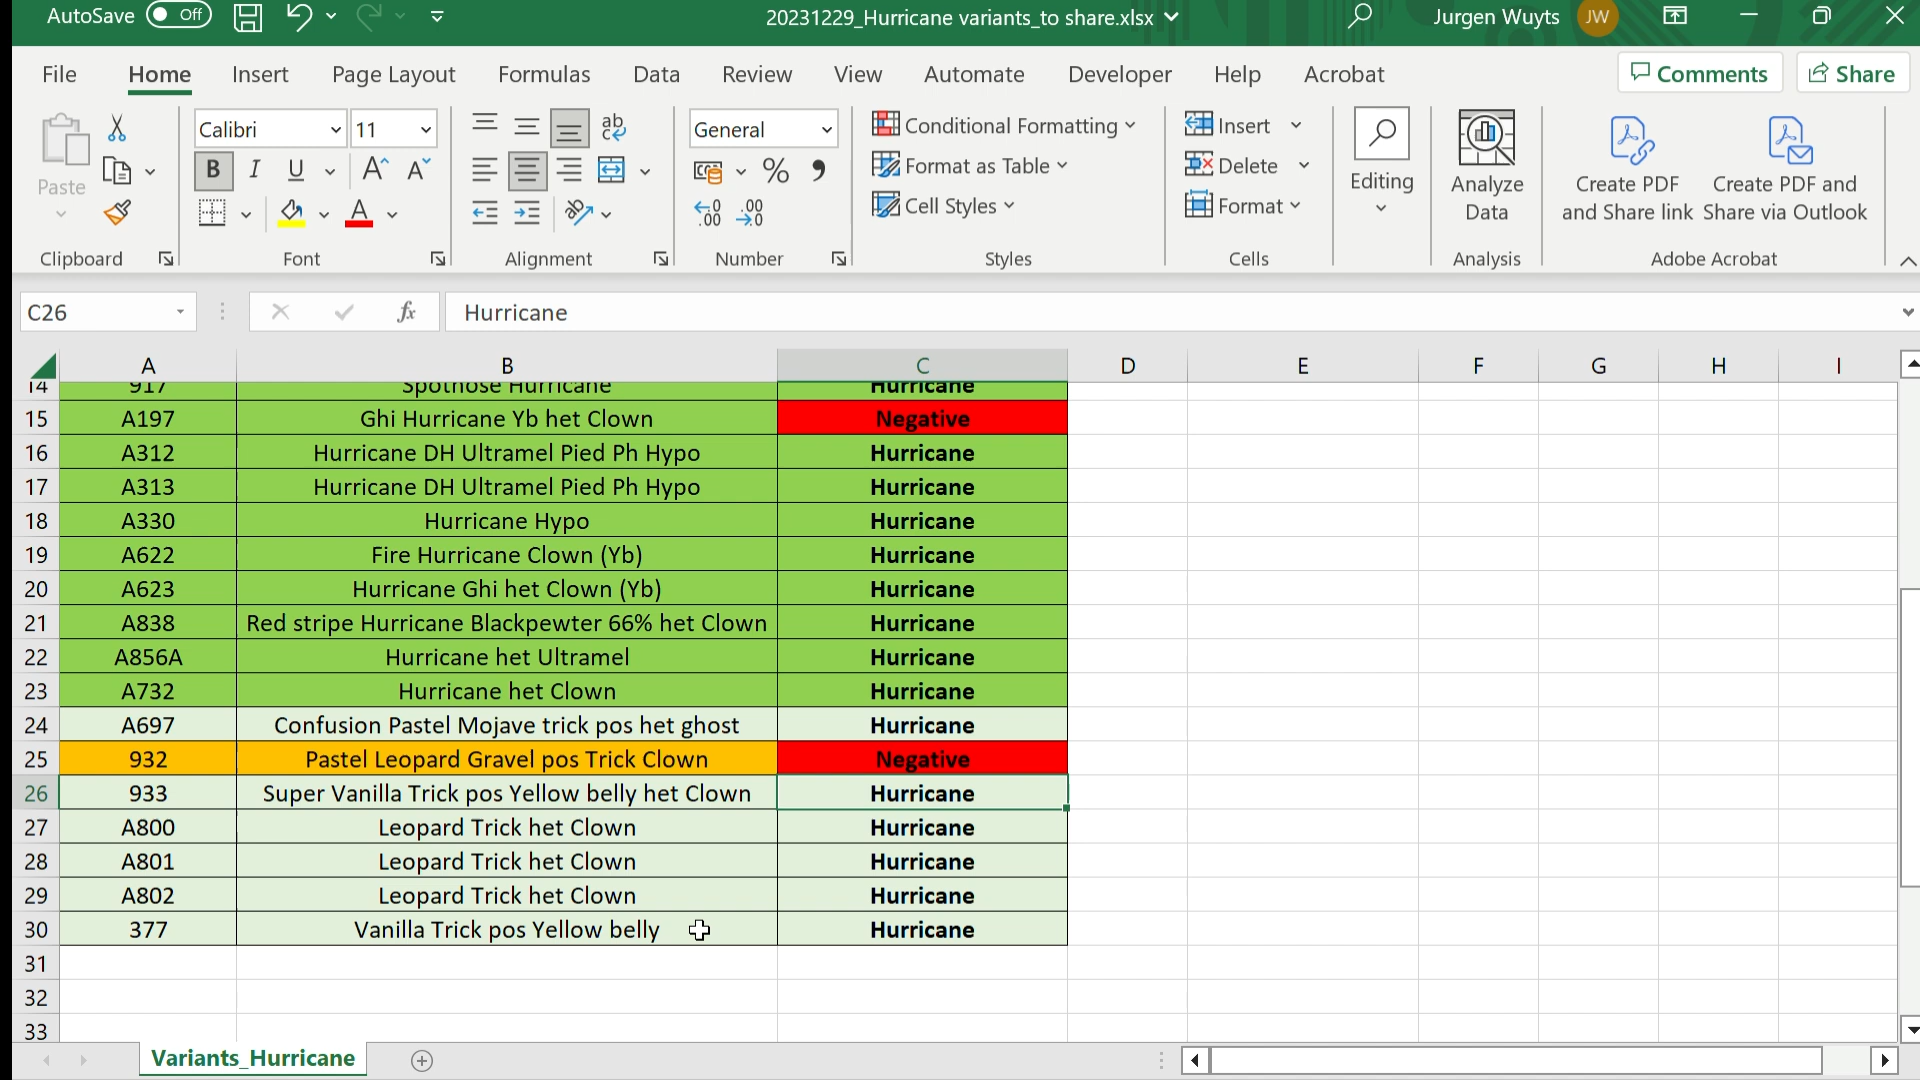 AutoSave Off 20231229_Hurricane variants_to share.xlsx Jurgen Wuyts JW
File Home Insert Page Layout Formulas Data Review View Automate Developer Help Acrobat Comments Share
Paste
Clipboard
Calibri 11
B I U A A
A
Font
ab
c
Alignment
General
% 9
.00 .00
Number
Conditional Formatting
Format as Table
Cell Styles
Styles
Insert
Delete
Format
Cells
Editing
Analyze
Data
Analysis
Create PDF
and Share link
Create PDF and
Share via Outlook
Adobe Acrobat
C26 fx Hurricane
A B C D E F G H I
14 917 Spotnose Hurricane Hurricane
15 A197 Ghi Hurricane Yb het Clown Negative
16 A312 Hurricane DH Ultramel Pied Ph Hypo Hurricane
17 A313 Hurricane DH Ultramel Pied Ph Hypo Hurricane
18 A330 Hurricane Hypo Hurricane
19 A622 Fire Hurricane Clown (Yb) Hurricane
20 A623 Hurricane Ghi het Clown (Yb) Hurricane
21 A838 Red stripe Hurricane Blackpewter 66% het Clown Hurricane
22 A856A Hurricane het Ultramel Hurricane
23 A732 Hurricane het Clown Hurricane
24 A697 Confusion Pastel Mojave trick pos het ghost Hurricane
25 932 Pastel Leopard Gravel pos Trick Clown Negative
26 933 Super Vanilla Trick pos Yellow belly het Clown Hurricane
27 A800 Leopard Trick het Clown Hurricane
28 A801 Leopard Trick het Clown Hurricane
29 A802 Leopard Trick het Clown Hurricane
30 377 Vanilla Trick pos Yellow belly Hurricane
31
32
33
Variants_Hurricane